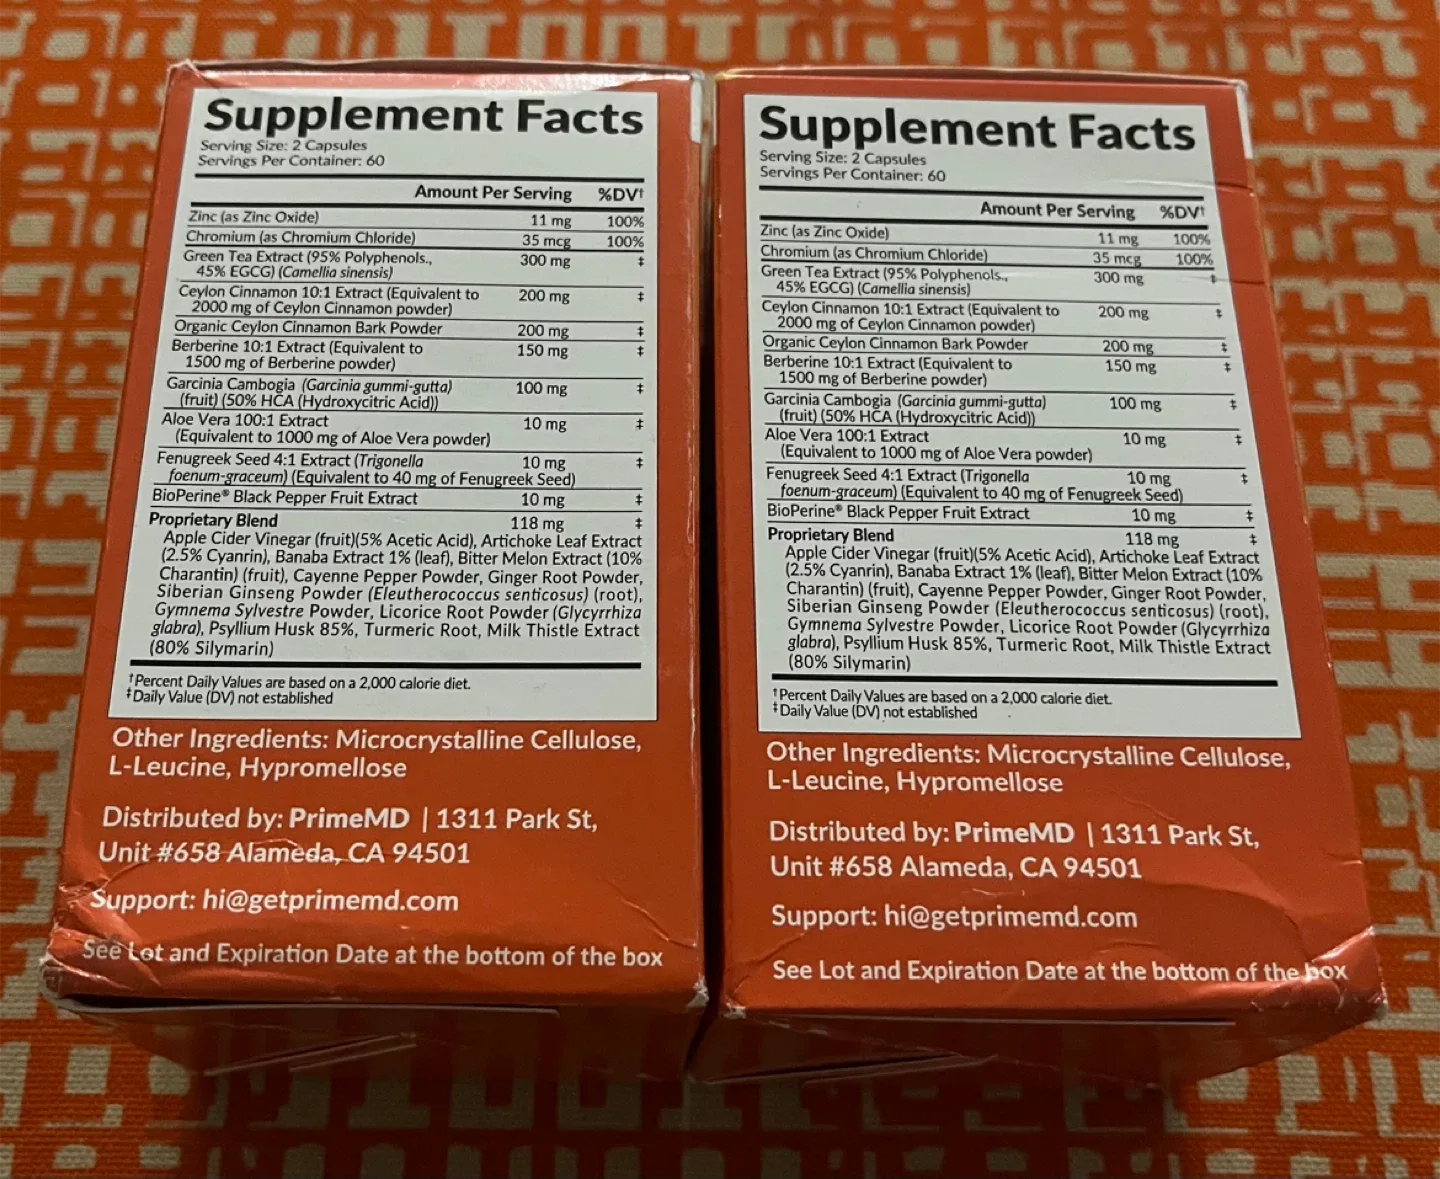 Supplement Facts
Serving Size: 2 Capsules
Servings Per Container: 60
Amount Per Serving %DV†
Zinc (as Zinc Oxide) 11 mg 100%
Chromium (as Chromium Chloride) 35 mcg 100%
Green Tea Extract (95% Polyphenols., 300 mg ‡
45% EGCG) (Camellia sinensis)
Ceylon Cinnamon 10:1 Extract (Equivalent to 200 mg ‡
2000 mg of Ceylon Cinnamon powder)
Organic Ceylon Cinnamon Bark Powder 200 mg ‡
Berberine 10:1 Extract (Equivalent to 150 mg ‡
1500 mg of Berberine powder)
Garcinia Cambogia (Garcinia gummi-gutta) 100 mg ‡
(fruit) (50% HCA (Hydroxycitric Acid))
Aloe Vera 100:1 Extract 10 mg ‡
(Equivalent to 1000 mg of Aloe Vera powder)
Fenugreek Seed 4:1 Extract (Trigonella 10 mg ‡
foenum-graceum) (Equivalent to 40 mg of Fenugreek Seed)
BioPerine® Black Pepper Fruit Extract 10 mg ‡
Proprietary Blend 118 mg ‡
Apple Cider Vinegar (fruit)(5% Acetic Acid), Artichoke Leaf Extract
(2.5% Cyanrin), Banaba Extract 1% (leaf), Bitter Melon Extract (10%
Charantin) (fruit), Cayenne Pepper Powder, Ginger Root Powder,
Siberian Ginseng Powder (Eleutherococcus senticosus) (root),
Gymnema Sylvestre Powder, Licorice Root Powder (Glycyrrhiza
glabra), Psyllium Husk 85%, Turmeric Root, Milk Thistle Extract
(80% Silymarin)
†Percent Daily Values are based on a 2,000 calorie diet.
‡Daily Value (DV) not established
Other Ingredients: Microcrystalline Cellulose,
L-Leucine, Hypromellose
Distributed by: PrimeMD | 1311 Park St,
Unit #658 Alameda, CA 94501
Support: hi@getprimemd.com
See Lot and Expiration Date at the bottom of the box
Supplement Facts
Serving Size: 2 Capsules
Servings Per Container: 60
Amount Per Serving %DV†
Zinc (as Zinc Oxide) 11 mg 100%
Chromium (as Chromium Chloride) 35 mcg 100%
Green Tea Extract (95% Polyphenols., 300 mg ‡
45% EGCG) (Camellia sinensis)
Ceylon Cinnamon 10:1 Extract (Equivalent to 200 mg ‡
2000 mg of Ceylon Cinnamon powder)
Organic Ceylon Cinnamon Bark Powder 200 mg ‡
Berberine 10:1 Extract (Equivalent to 150 mg ‡
1500 mg of Berberine powder)
Garcinia Cambogia (Garcinia gummi-gutta) 100 mg ‡
(fruit) (50% HCA (Hydroxycitric Acid))
Aloe Vera 100:1 Extract 10 mg ‡
(Equivalent to 1000 mg of Aloe Vera powder)
Fenugreek Seed 4:1 Extract (Trigonella 10 mg ‡
foenum-graceum) (Equivalent to 40 mg of Fenugreek Seed)
BioPerine® Black Pepper Fruit Extract 10 mg ‡
Proprietary Blend 118 mg ‡
Apple Cider Vinegar (fruit)(5% Acetic Acid), Artichoke Leaf Extract
(2.5% Cyanrin), Banaba Extract 1% (leaf), Bitter Melon Extract (10%
Charantin) (fruit), Cayenne Pepper Powder, Ginger Root Powder,
Siberian Ginseng Powder (Eleutherococcus senticosus) (root),
Gymnema Sylvestre Powder, Licorice Root Powder (Glycyrrhiza
glabra), Psyllium Husk 85%, Turmeric Root, Milk Thistle Extract
(80% Silymarin)
†Percent Daily Values are based on a 2,000 calorie diet.
‡Daily Value (DV) not established
Other Ingredients: Microcrystalline Cellulose,
L-Leucine, Hypromellose
Distributed by: PrimeMD | 1311 Park St,
Unit #658 Alameda, CA 94501
Support: hi@getprimemd.com
See Lot and Expiration Date at the bottom of the box